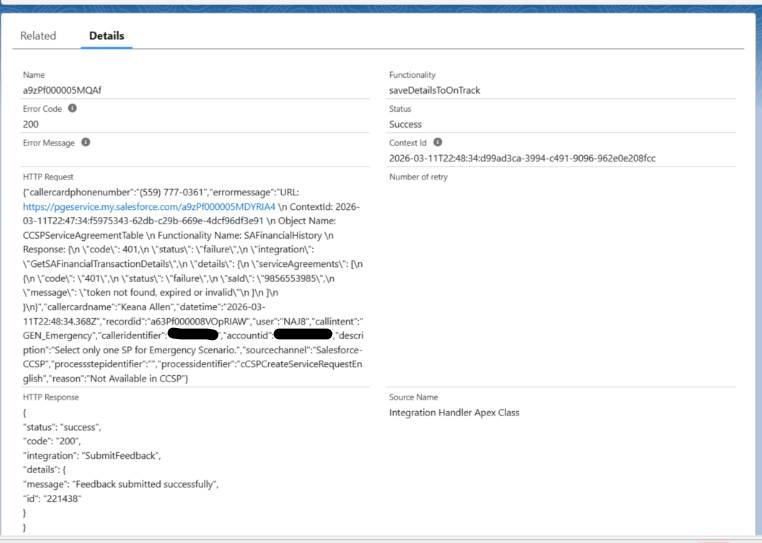 Related Details
Name
a9zPf000005MQAf
Functionality
saveDetailsToOnTrack
Error Code
200
Status
Success
Error Message
Context Id
2026-03-11T22:48:34:d99ad3ca-3994-c491-9096-962e0e208fcc
HTTP Request
{"callercardphonenumber":"(559) 777-0361","errormessage":"URL:
https://pgeservice.my.salesforce.com/a9zPf000005MDYRIA4 \n ContextId: 2026-
03-11T22:47:34:f5975343-62db-c29b-669e-4dcf96df3e91 \n Object Name:
CCSPServiceAgreementTable \n Functionality Name: SAFinancialHistory \n
Response: {\n \"code\": 401,\n \"status\": \"failure\",\n \"integration\":
\"GetSAFinancialTransactionDetails\",\n \"details\": {\n \"serviceAgreements\": [\n
{\n \"code\": \"401\",\n \"status\": \"failure\",\n \"saId\": \"9856553985\",\n
\"message\": \"token not found, expired or invalid\"\n }\n ]\n
}\n}","callercardname":"Keana Allen","datetime":"2026-03-
11T22:48:34.368Z","recordid":"a63Pf000008VOpRIAW","user":"NAJ8","callintent":"
GEN_Emergency","calleridentifier": ,"accountid": ,"descri
ption":"Select only one SP for Emergency Scenario.","sourcechannel":"Salesforce-
CCSP","processstepidentifier":"","processidentifier":"cCSPCreateServiceRequestEn
glish","reason":"Not Available in CCSP"}
Number of retry
HTTP Response
{
"status": "success",
"code": "200",
"integration": "SubmitFeedback",
"details": {
"message": "Feedback submitted successfully",
"id": "221438"
}
}
Source Name
Integration Handler Apex Class